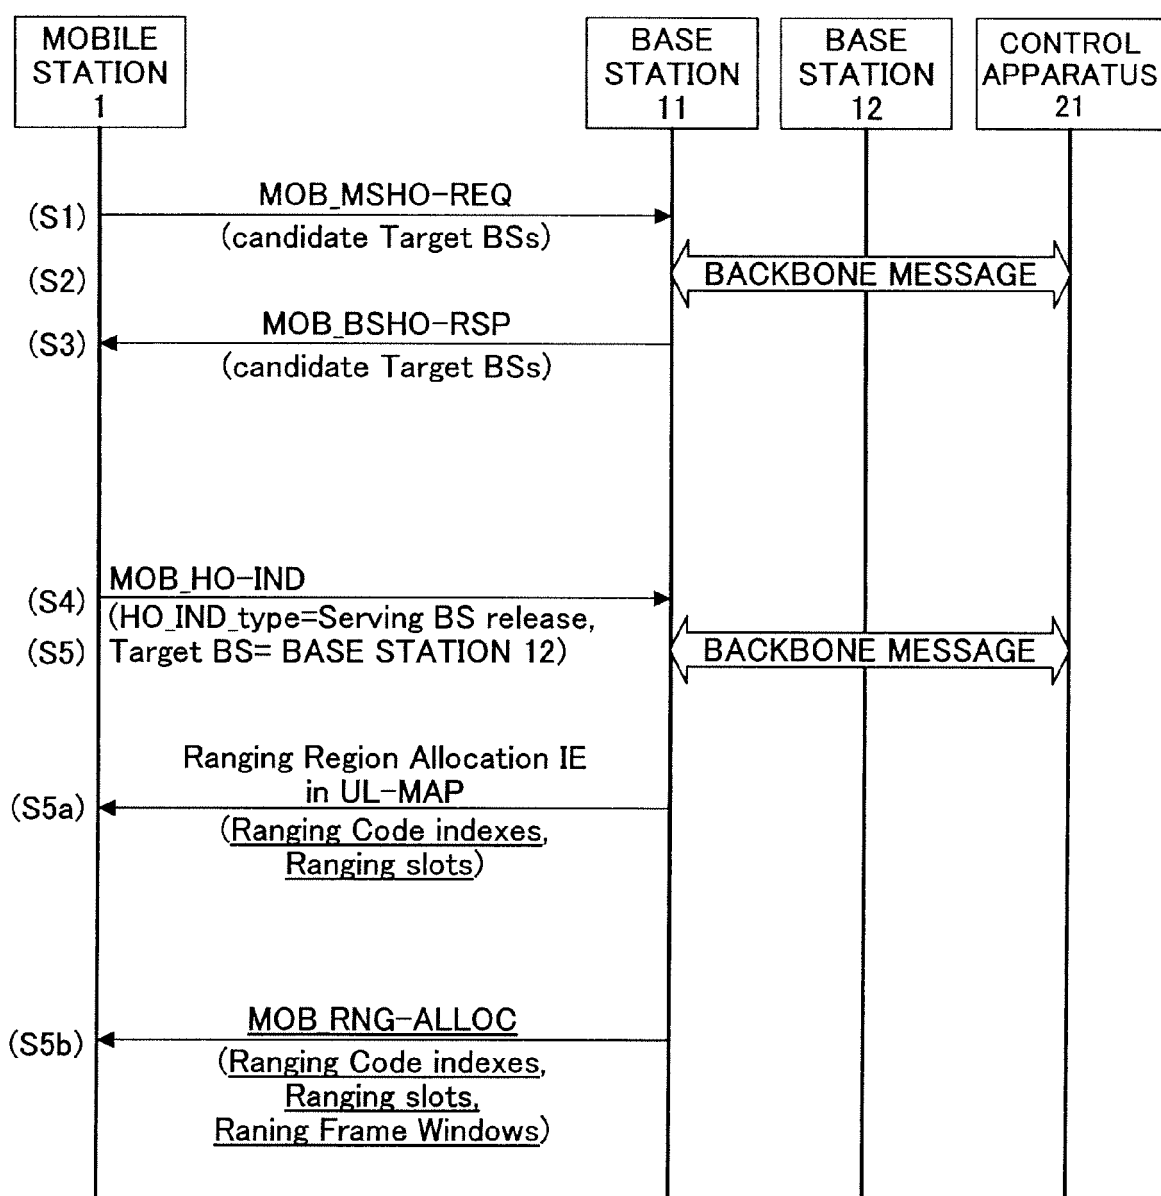 MOBILE
STATION
1
BASE
STATION
11
BASE
STATION
12
CONTROL
APPARATUS
21
(S1)
MOB_MSHO-REQ
(candidate Target BSs)
(S2)
BACKBONE MESSAGE
(S3)
MOB_BSHO-RSP
(candidate Target BSs)
(S4)
MOB_HO-IND
(HO_IND_type=Serving BS release,
(S5)
Target BS= BASE STATION 12)
BACKBONE MESSAGE
(S5a)
Ranging Region Allocation IE
in UL-MAP
(Ranging Code indexes,
Ranging slots)
(S5b)
MOB RNG-ALLOC
(Ranging Code indexes,
Ranging slots,
Raning Frame Windows)